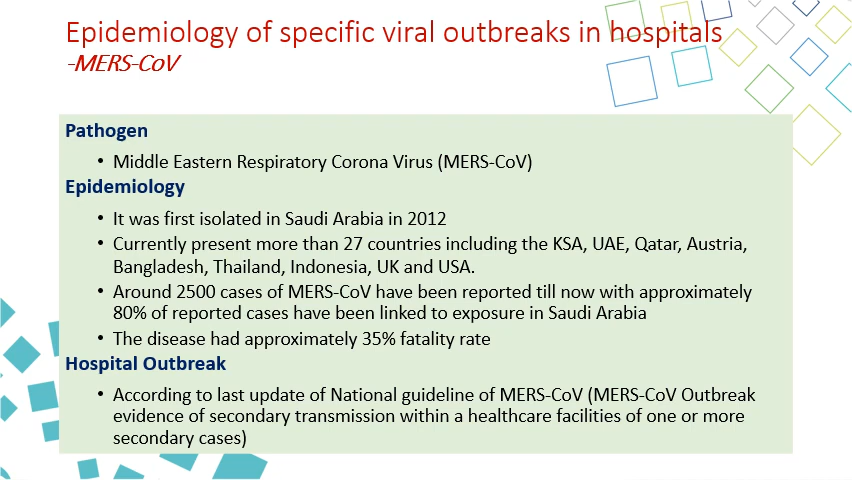 Epidemiology of specific viral outbreaks in hospitals
-MERS-CoV
Pathogen
• Middle Eastern Respiratory Corona Virus (MERS-CoV)
Epidemiology
• It was first isolated in Saudi Arabia in 2012
• Currently present more than 27 countries including the KSA, UAE, Qatar, Austria,
Bangladesh, Thailand, Indonesia, UK and USA.
• Around 2500 cases of MERS-CoV have been reported till now with approximately
80% of reported cases have been linked to exposure in Saudi Arabia
• The disease had approximately 35% fatality rate
Hospital Outbreak
• According to last update of National guideline of MERS-CoV (MERS-CoV Outbreak
evidence of secondary transmission within a healthcare facilities of one or more
secondary cases)